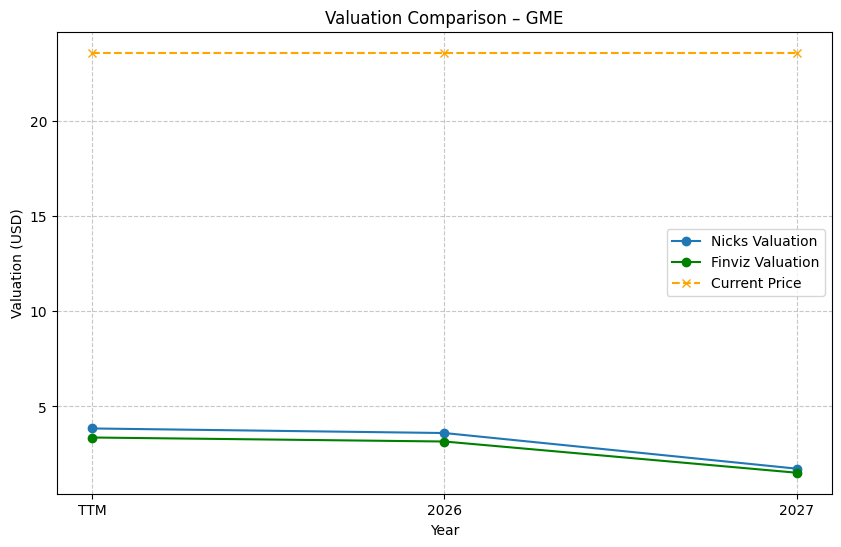 Valuation Comparison – GME
Valuation (USD)
20
15
10
5
Nicks Valuation
Finviz Valuation
Current Price
TTM
2026
2027
Year